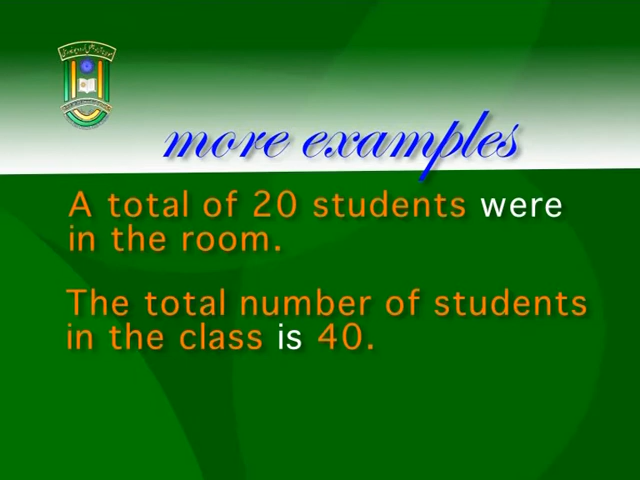 more examples
A total of 20 students were
in the room.
The total number of students
in the class is 40.